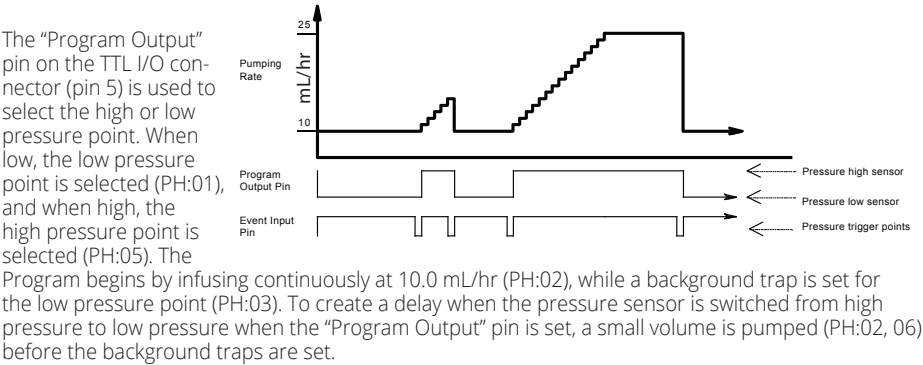 The “Program Output”
pin on the TTL I/O con-
nector (pin 5) is used to
select the high or low
pressure point. When
low, the low pressure
point is selected (PH:01),
and when high, the
high pressure point is
selected (PH:05). The
Program begins by infusing continuously at 10.0 mL/hr (PH:02), while a background trap is set for
the low pressure point (PH:03). To create a delay when the pressure sensor is switched from high
pressure to low pressure when the “Program Output” pin is set, a small volume is pumped (PH:02, 06)
before the background traps are set.
Pumping
Rate
25
mL/hr
10
Program
Output Pin
Pressure high sensor
Pressure low sensor
Event Input
Pin
Pressure trigger points